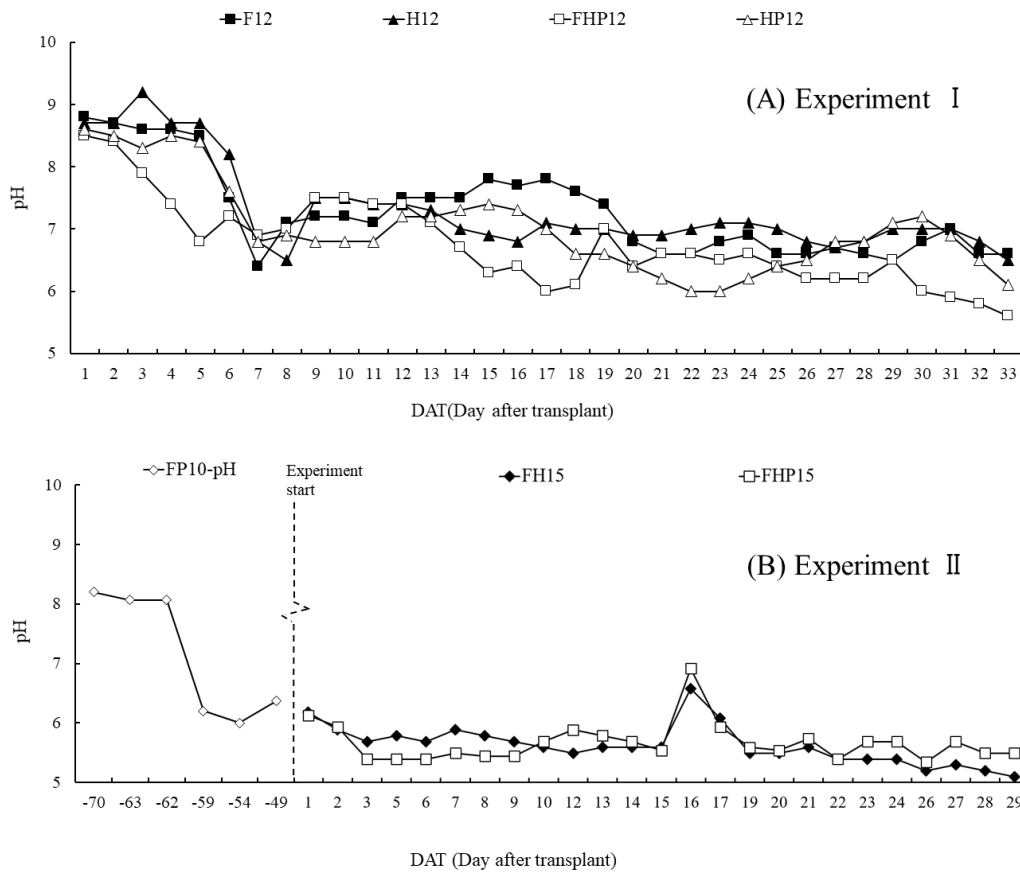 F12 H12 FHP12 HP12
(A) Experiment Ⅰ
10
9
8
7
6
5
pH
1 2 3 4 5 6 7 8 9 10 11 12 13 14 15 16 17 18 19 20 21 22 23 24 25 26 27 28 29 30 31 32 33
DAT(Day after transplant)
FP10-pH Experiment start FH15 FHP15
(B) Experiment Ⅱ
10
9
8
7
6
5
pH
-70 -63 -62 -59 -54 -49 1 2 3 5 6 7 8 9 10 12 13 14 15 16 17 19 20 21 22 23 24 26 27 28 29
DAT (Day after transplant)